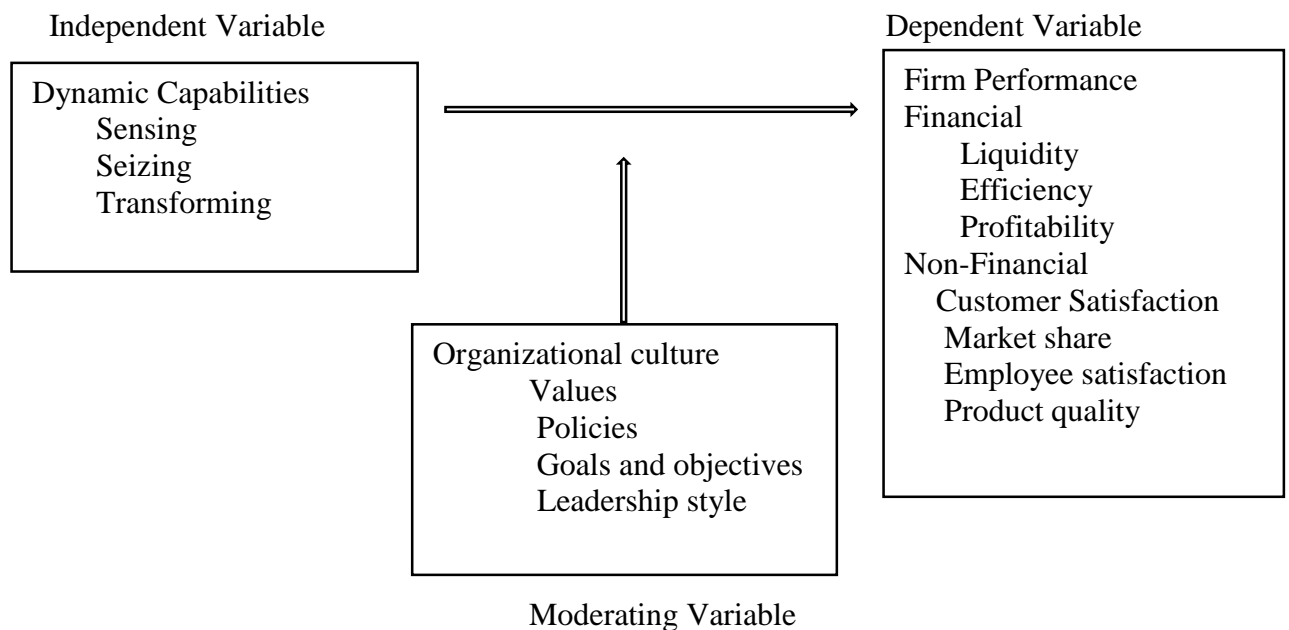 Independent Variable
Dependent Variable
Dynamic Capabilities
Sensing
Seizing
Transforming
Firm Performance
Financial
Liquidity
Efficiency
Profitability
Non-Financial
Customer Satisfaction
Market share
Employee satisfaction
Product quality
Organizational culture
Values
Policies
Goals and objectives
Leadership style
Moderating Variable